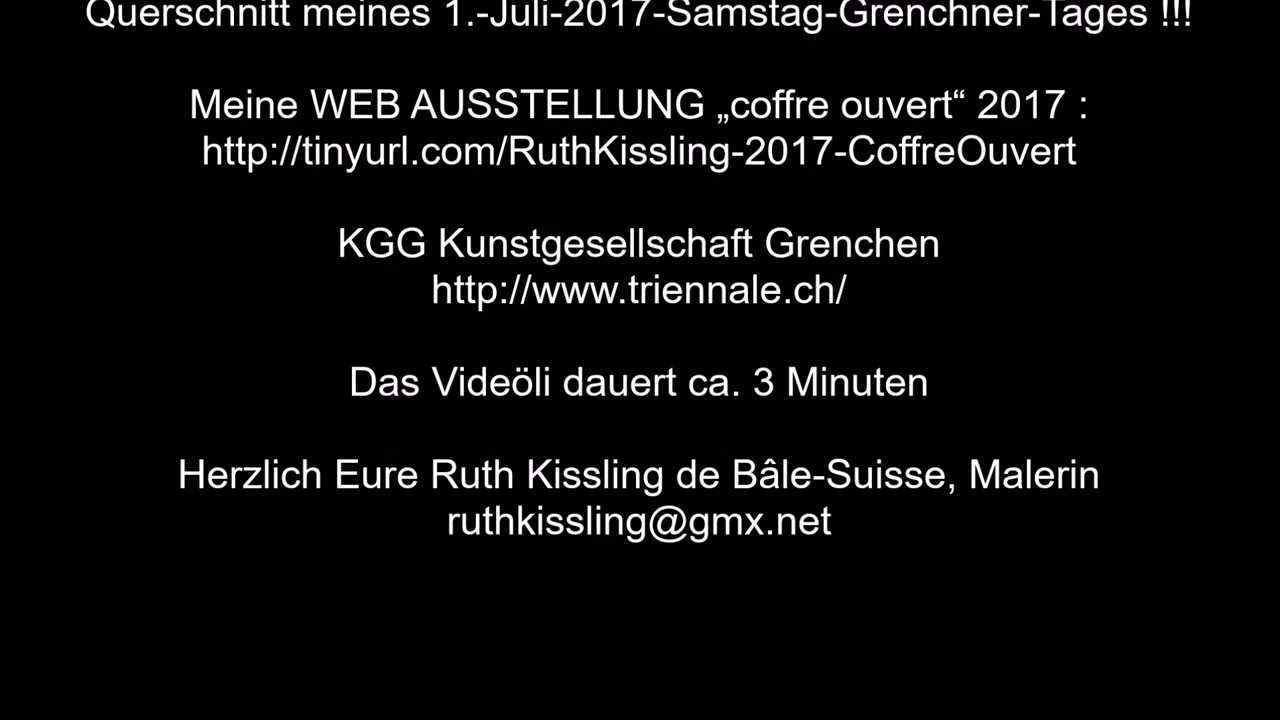 Querschnitt meines 1.-Juli-2017-Samstag-Grenchner-Tages !!!
Meine WEB AUSSTELLUNG „coffre ouvert“ 2017 :
http://tinyurl.com/RuthKissling-2017-CoffreOuvert
KGG Kunstgesellschaft Grenchen
http://www.triennale.ch/
Das Videöli dauert ca. 3 Minuten
Herzlich Eure Ruth Kissling de Bâle-Suisse, Malerin
ruthkissling@gmx.net